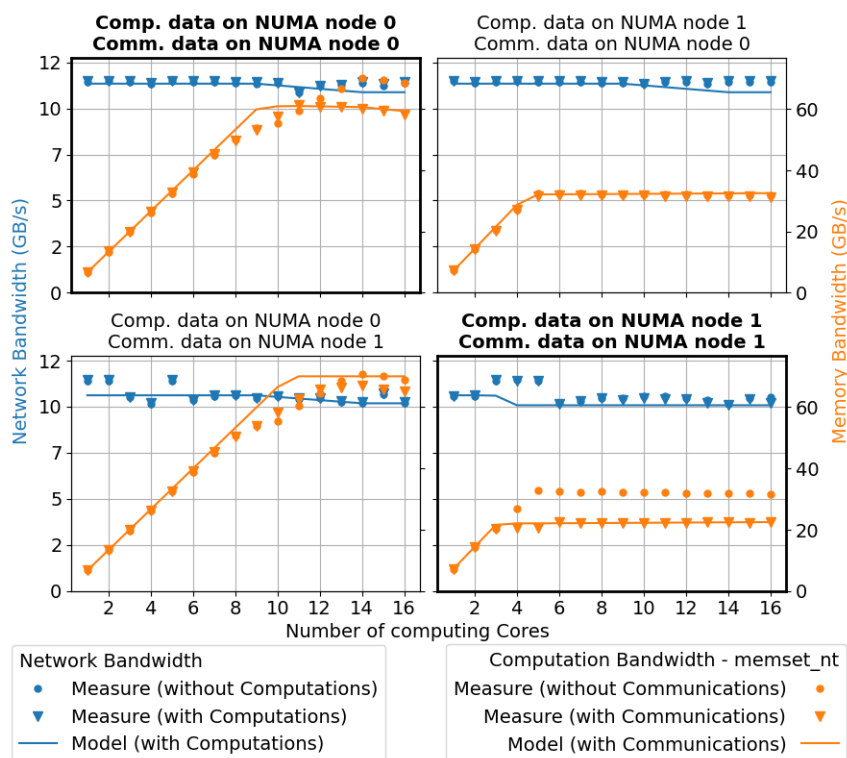 Comp. data on NUMA node 0
Comm. data on NUMA node 0
Comp. data on NUMA node 1
Comm. data on NUMA node 0
12
10
7
5
2
0
60
40
20
0
Network Bandwidth (GB/s)
Memory Bandwidth (GB/s)
Comp. data on NUMA node 0
Comm. data on NUMA node 1
Comp. data on NUMA node 1
Comm. data on NUMA node 1
12
10
7
5
2
0
60
40
20
0
2 4 6 8 10 12 14 16
2 4 6 8 10 12 14 16
Number of computing Cores
Network Bandwidth
Measure (without Computations)
Measure (with Computations)
Model (with Computations)
Computation Bandwidth - memset_nt
Measure (without Communications)
Measure (with Communications)
Model (with Communications)